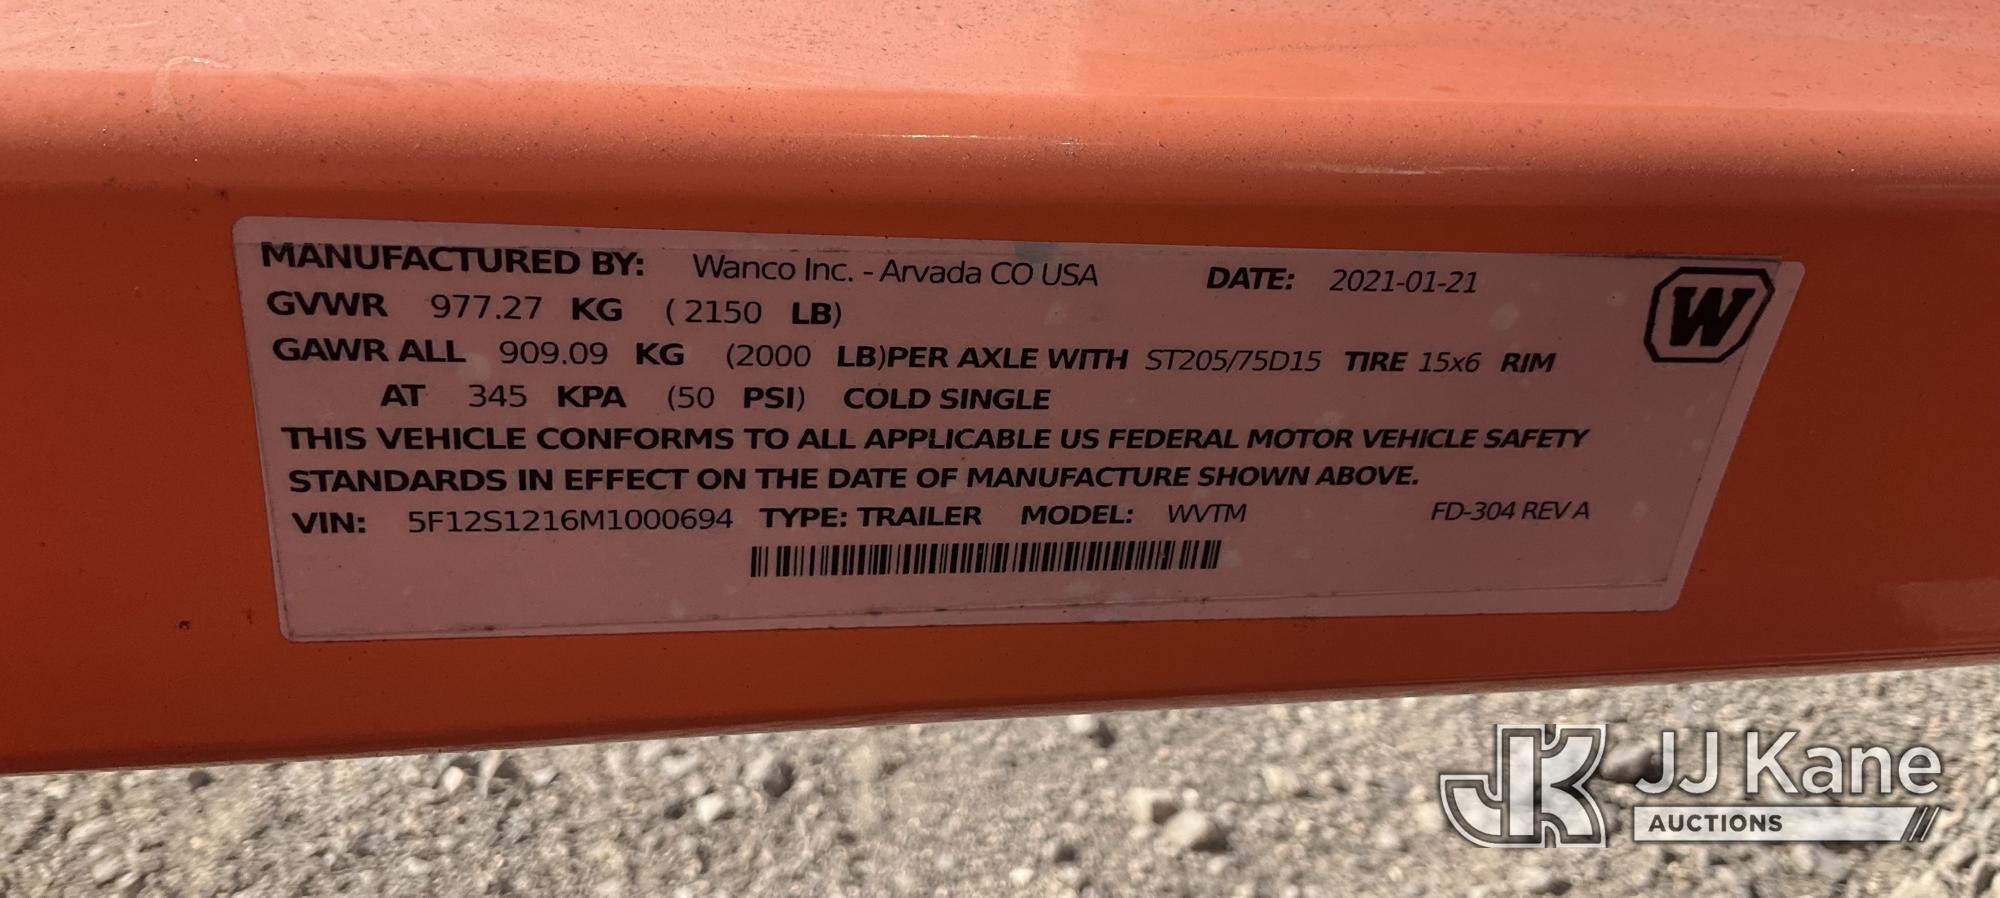 MANUFACTURED BY: Wanco Inc. - Arvada CO USA DATE: 2021-01-21
W
GVWR 977.27 KG (2150 LB)
GAWR ALL 909.09 KG (2000 LB)PER AXLE WITH ST205/75D15 TIRE 15x6 RIM
AT 345 KPA (50 PSI) COLD SINGLE
THIS VEHICLE CONFORMS TO ALL APPLICABLE US FEDERAL MOTOR VEHICLE SAFETY
STANDARDS IN EFFECT ON THE DATE OF MANUFACTURE SHOWN ABOVE.
VIN: 5F12S1216M1000694 TYPE: TRAILER MODEL: WVTM FD-304 REV A
JK JJ Kane
AUCTIONS